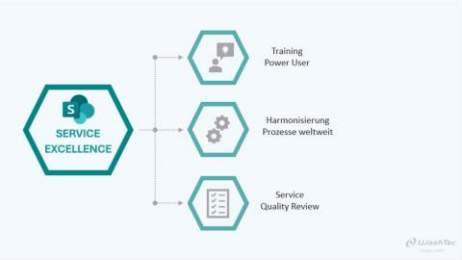 Training
Power User
S
SERVICE
EXCELLENCE
Harmonisierung
Prozesse weltweit
Service
Quality Review
WashTec